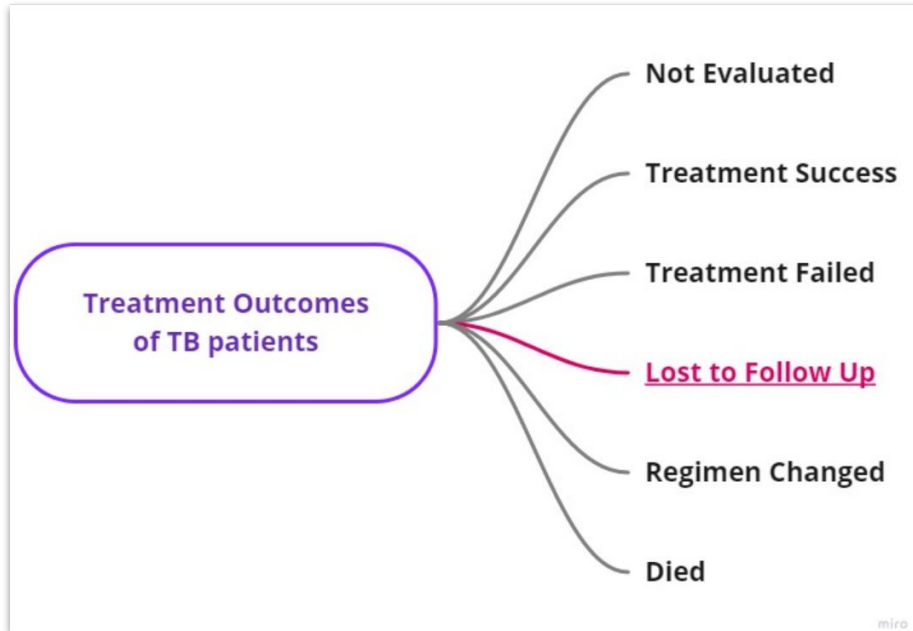 Not Evaluated
Treatment Success
Treatment Failed
Treatment Outcomes
of TB patients
Lost to Follow Up
Regimen Changed
Died
miro